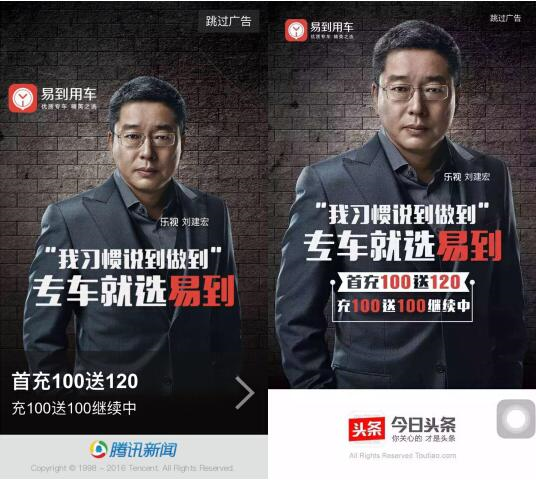 跳过广告
易到用车
优质专车 精英之选
乐视 刘建宏
"我习惯说到做到"
专车就选易到
首充100送120
充100送100继续中
腾讯新闻
Copyright © 1998 - 2016 Tencent. All Rights Reserved.
跳过广告
易到用车
优质专车 精英之选
乐视 刘建宏
"我习惯说到做到"
专车就选易到
首充100送120
充100送100继续中
头条 今日头条
你关心的 才是头条
All Rights Reserved Toutiao.com